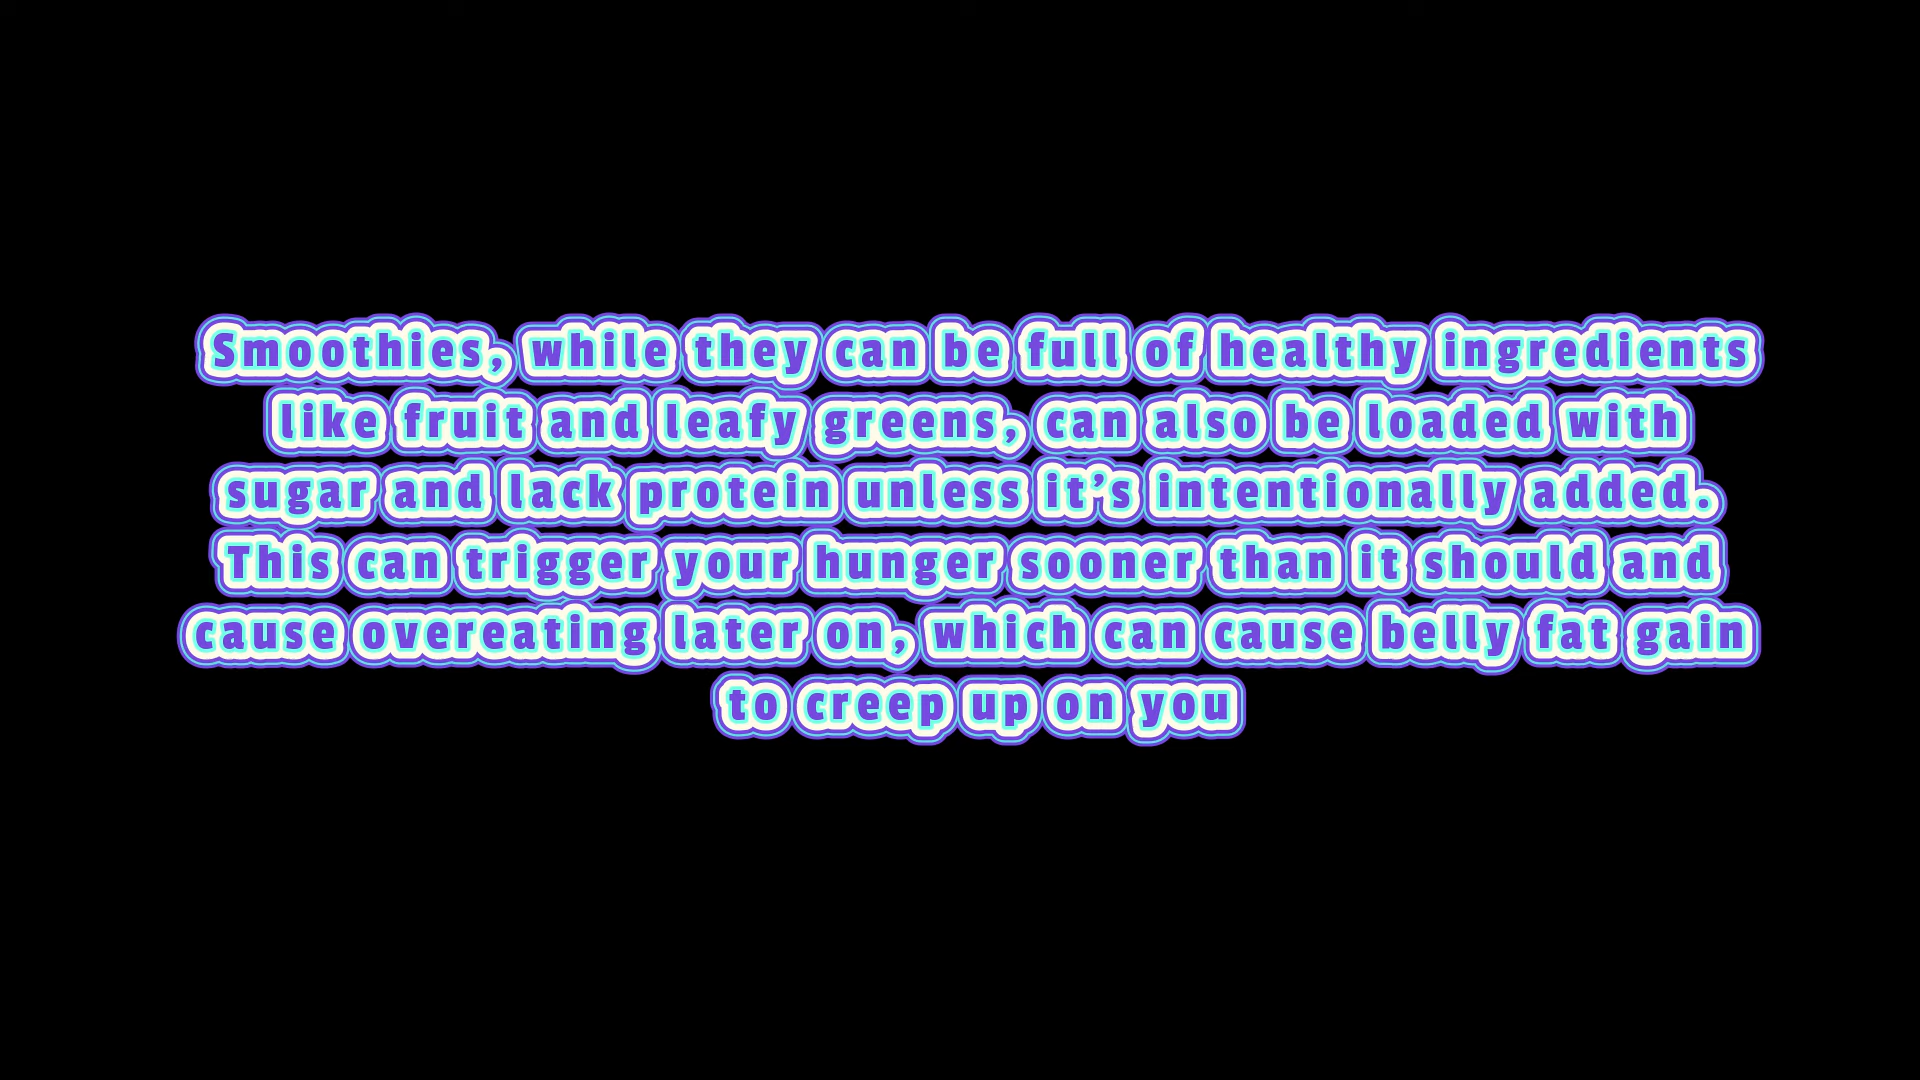 Smoothies, while they can be full of healthy ingredients
like fruit and leafy greens, can also be loaded with
sugar and lack protein unless it’s intentionally added.
This can trigger your hunger sooner than it should and
cause overeating later on, which can cause belly fat gain
to creep up on you